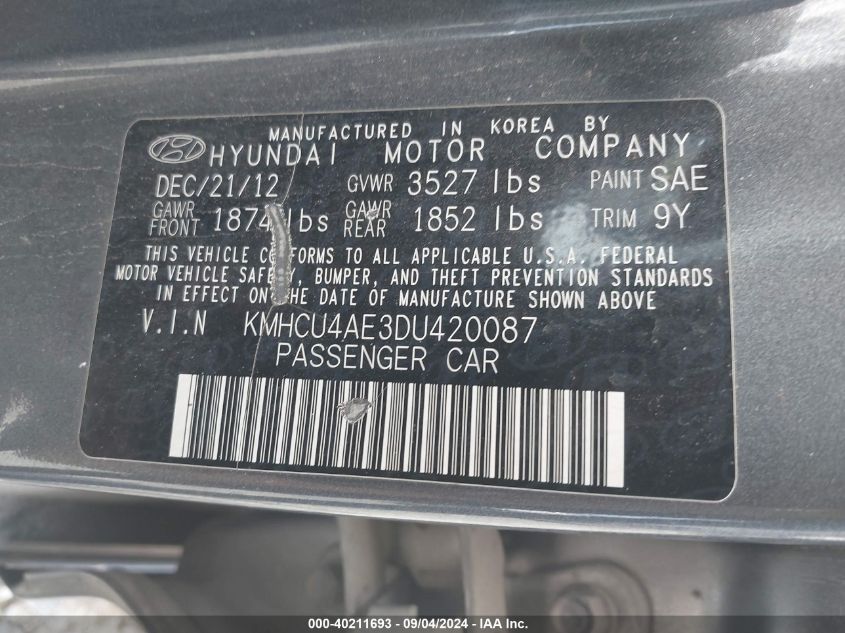 MANUFACTURED IN KOREA BY
HYUNDAI MOTOR COMPANY
DEC/21/12 GVWR 3527 lbs PAINT SAE
GAWR FRONT 1874 lbs GAWR REAR 1852 lbs TRIM 9Y
THIS VEHICLE CONFORMS TO ALL APPLICABLE U.S.A. FEDERAL
MOTOR VEHICLE SAFETY, BUMPER, AND THEFT PREVENTION STANDARDS
IN EFFECT ON THE DATE OF MANUFACTURE SHOWN ABOVE
V.I.N KMHCU4AE3DU420087
PASSENGER CAR
000-40211693 - 09/04/2024 - IAA Inc.